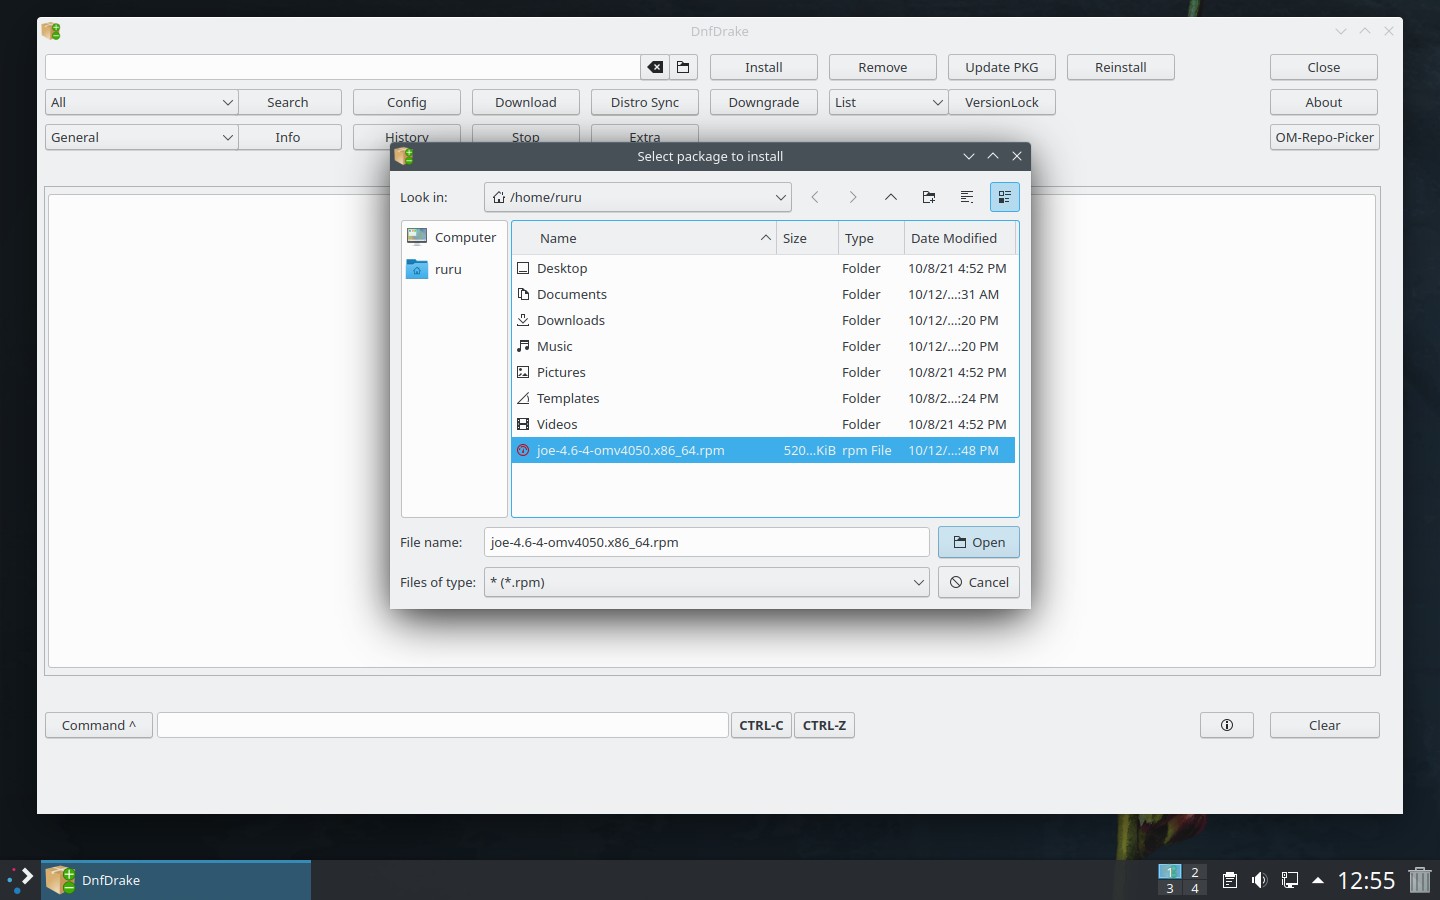 DnfDrake
Install Remove Update PKG Reinstall Close
All Search Config Download Distro Sync Downgrade List VersionLock About
General Info History Stop Extra OM-Repo-Picker
Select package to install
Look in: /home/ruru
Computer
ruru
Name Size Type Date Modified
Desktop Folder 10/8/21 4:52 PM
Documents Folder 10/12/...:31 AM
Downloads Folder 10/12/...:20 PM
Music Folder 10/12/...:20 PM
Pictures Folder 10/8/21 4:52 PM
Templates Folder 10/8/2...:24 PM
Videos Folder 10/8/21 4:52 PM
joe-4.6-4-omv4050.x86_64.rpm 520...KiB rpm File 10/12/...:48 PM
File name: joe-4.6-4-omv4050.x86_64.rpm Open
Files of type: * (*.rpm) Cancel
Command ^ CTRL-C CTRL-Z Clear
DnfDrake
1 2
3 4
12:55